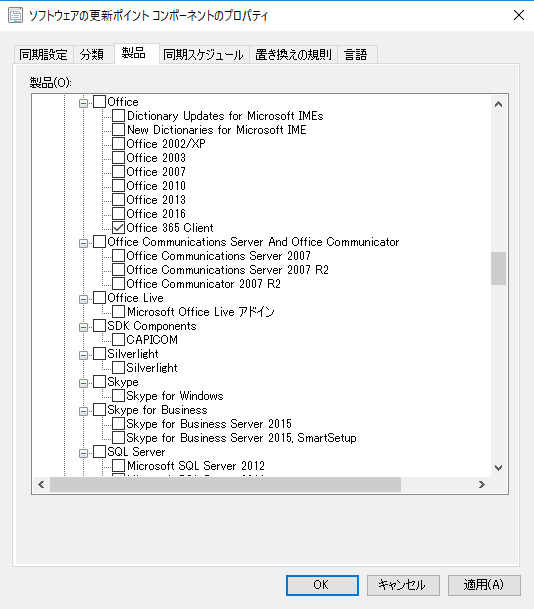 ソフトウェアの更新ポイント コンポーネントのプロパティ
同期設定 分類 製品 同期スケジュール 置き換えの規則 言語
製品(O):
Office
Dictionary Updates for Microsoft IMEs
New Dictionaries for Microsoft IME
Office 2002/XP
Office 2003
Office 2007
Office 2010
Office 2013
Office 2016
Office 365 Client
Office Communications Server And Office Communicator
Office Communications Server 2007
Office Communications Server 2007 R2
Office Communicator 2007 R2
Office Live
Microsoft Office Live アドイン
SDK Components
CAPICOM
Silverlight
Silverlight
Skype
Skype for Windows
Skype for Business
Skype for Business Server 2015
Skype for Business Server 2015, SmartSetup
SQL Server
Microsoft SQL Server 2012
OK キャンセル 適用(A)